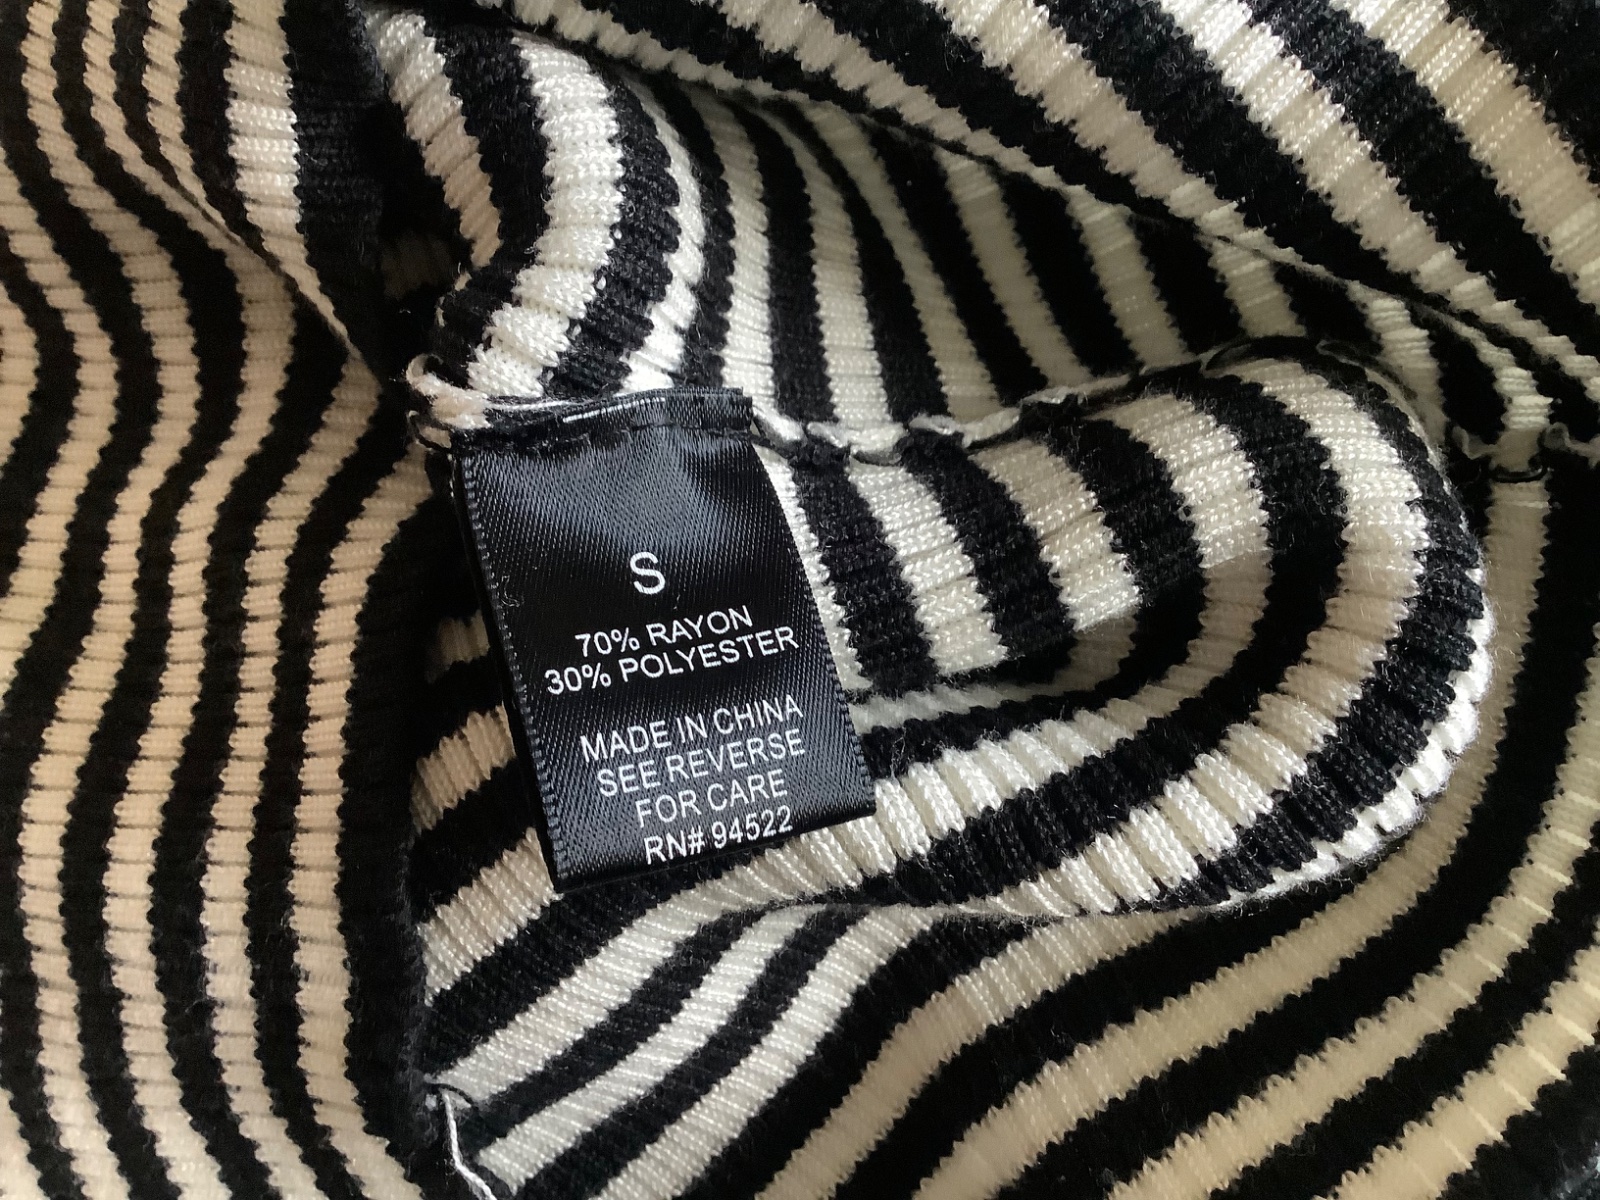 S
70% RAYON
30% POLYESTER
MADE IN CHINA
SEE REVERSE
FOR CARE
RN# 94522